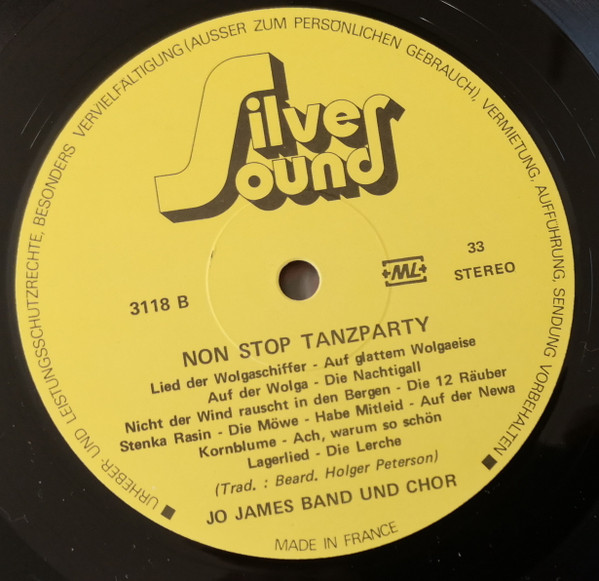 URHEBER- UND LEISTUNGSSCHUTZRECHTE, BESONDERS VERVIELFÄLTIGUNG (AUSSER ZUM PERSÖNLICHEN GEBRAUCH), VERMIETUNG, AUFFÜHRUNG, SENDUNG VORBEHALTEN
Silver
Sound
3118 B
ML
33
STEREO
NON STOP TANZPARTY
Lied der Wolgaschiffer - Auf glattem Wolgaeise
Auf der Wolga - Die Nachtigall
Nicht der Wind rauscht in den Bergen - Die 12 Räuber
Stenka Rasin - Die Möwe - Habe Mitleid - Auf der Newa
Kornblume - Ach, warum so schön
Lagerlied - Die Lerche
(Trad. : Beard. Holger Peterson)
JO JAMES BAND UND CHOR
MADE IN FRANCE